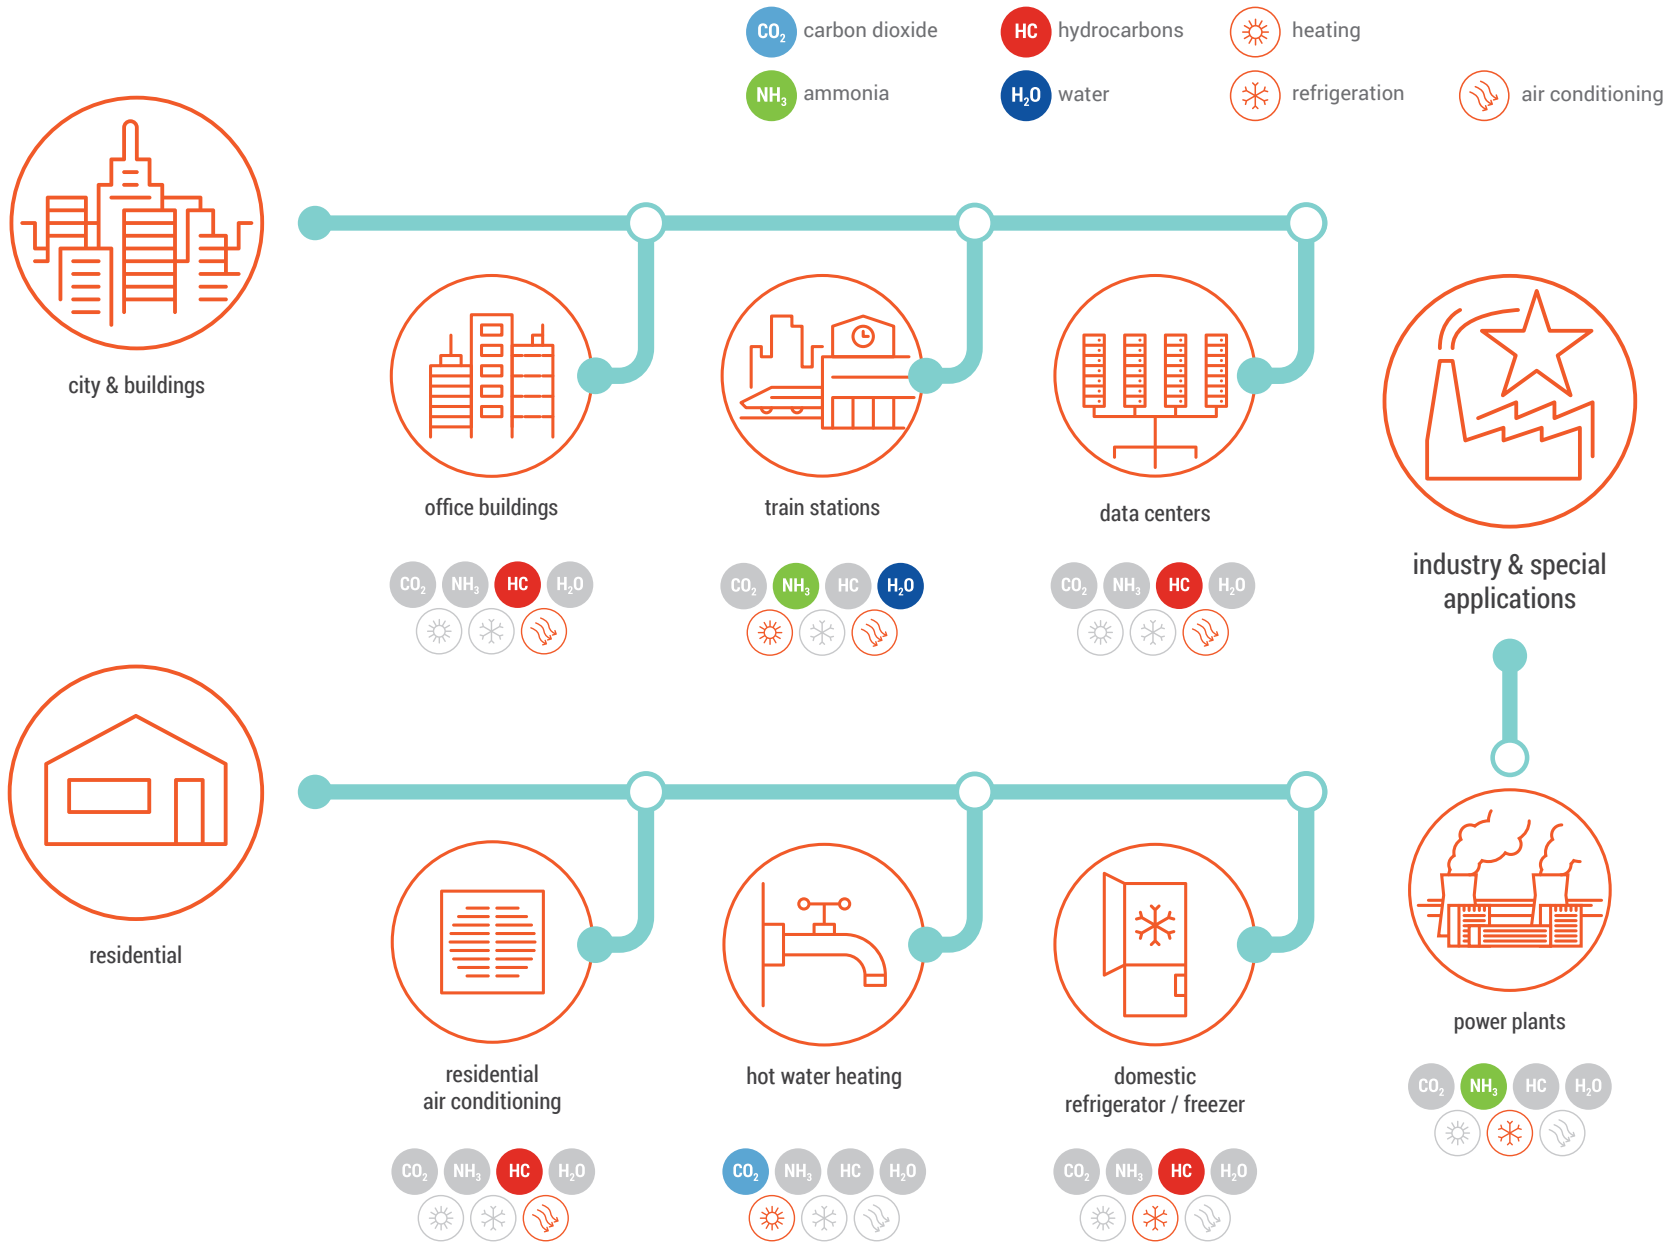 CO₂ carbon dioxide
HC hydrocarbons
heating
NH₃ ammonia
H₂O water
refrigeration
air conditioning
city & buildings
office buildings
CO₂ NH₃ HC H₂O
train stations
CO₂ NH₃ HC H₂O
data centers
CO₂ NH₃ HC H₂O
industry & special
applications
residential
residential
air conditioning
CO₂ NH₃ HC H₂O
hot water heating
CO₂ NH₃ HC H₂O
domestic
refrigerator / freezer
CO₂ NH₃ HC H₂O
power plants
CO₂ NH₃ HC H₂O